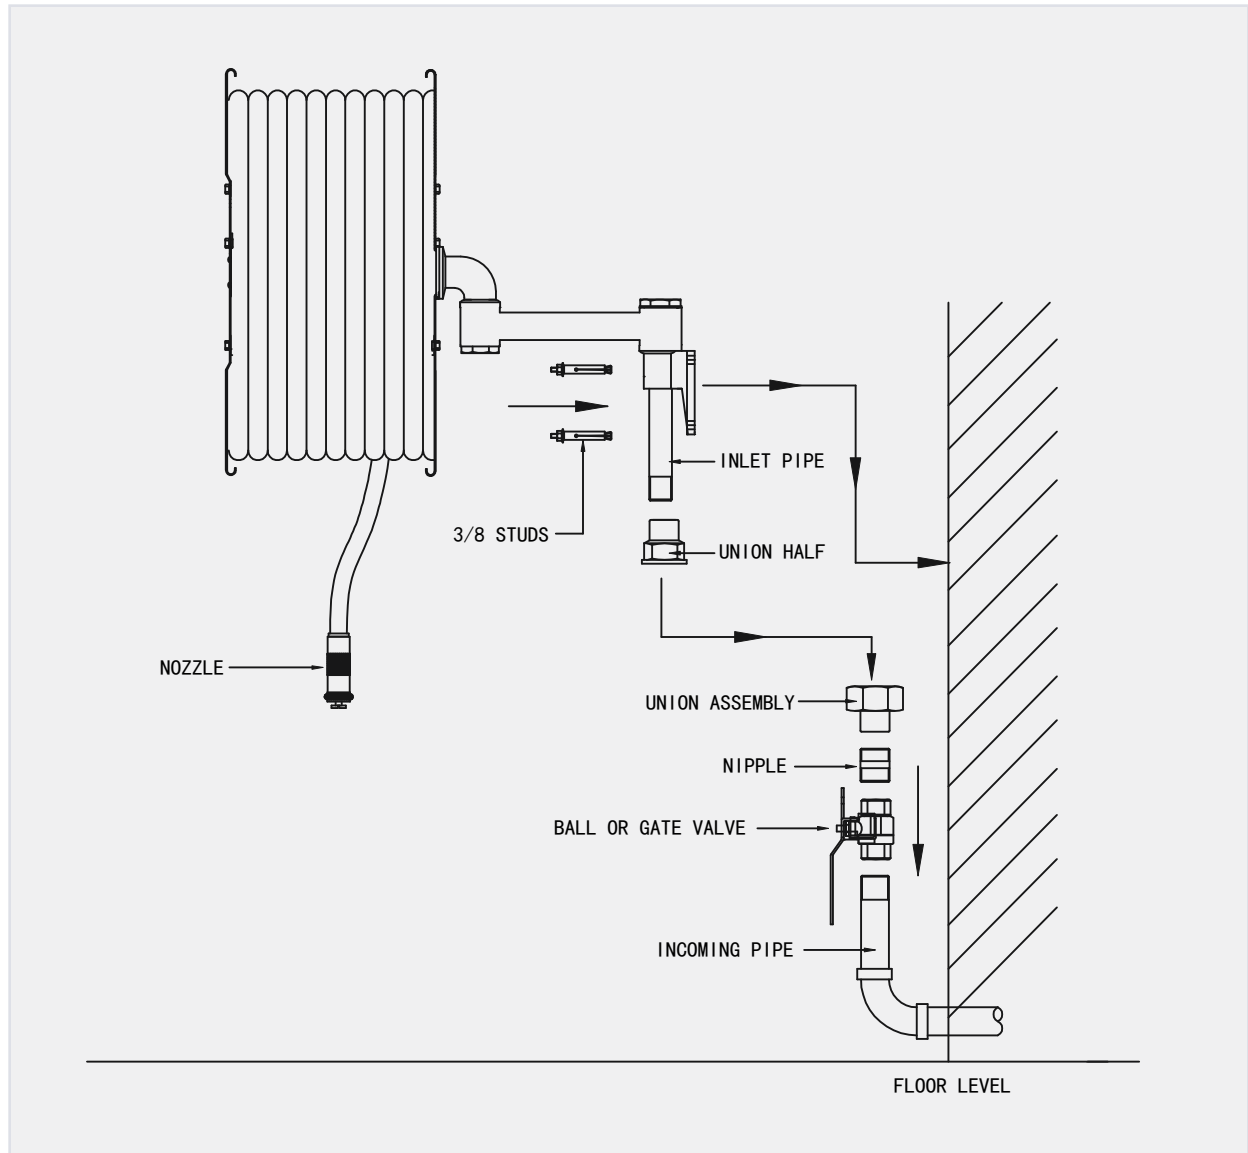 INLET PIPE
3/8 STUDS
UNION HALF
NOZZLE
UNION ASSEMBLY
NIPPLE
BALL OR GATE VALVE
INCOMING PIPE
FLOOR LEVEL